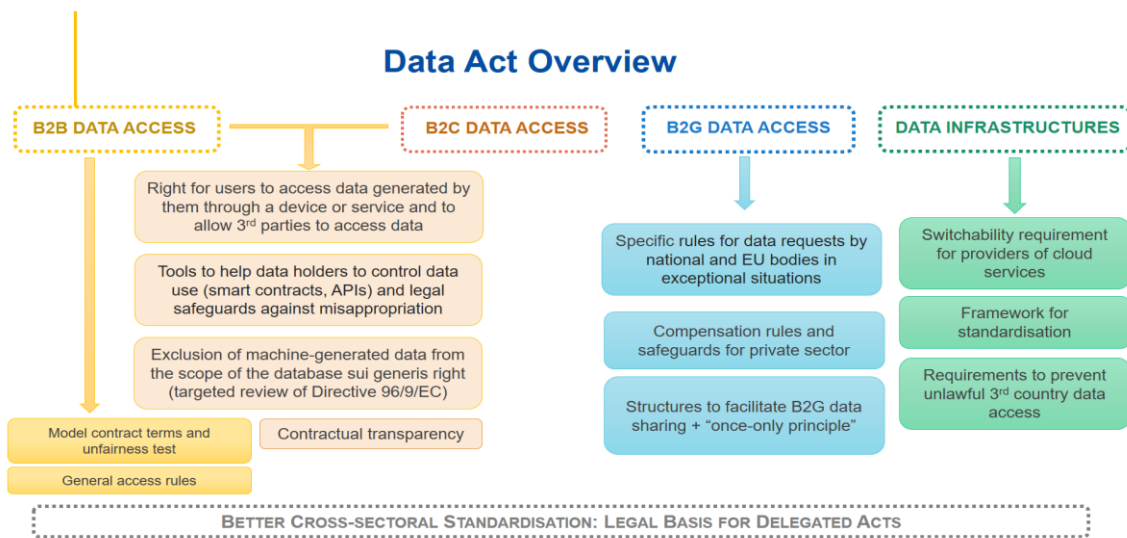 Data Act Overview
B2B DATA ACCESS
B2C DATA ACCESS
B2G DATA ACCESS
DATA INFRASTRUCTURES
Right for users to access data generated by
them through a device or service and to
allow 3rd parties to access data
Tools to help data holders to control data
use (smart contracts, APIs) and legal
safeguards against misappropriation
Exclusion of machine-generated data from
the scope of the database sui generis right
(targeted review of Directive 96/9/EC)
Model contract terms and
unfairness test
General access rules
Contractual transparency
Specific rules for data requests by
national and EU bodies in
exceptional situations
Compensation rules and
safeguards for private sector
Structures to facilitate B2G data
sharing + “once-only principle”
Switchability requirement
for providers of cloud
services
Framework for
standardisation
Requirements to prevent
unlawful 3rd country data
access
BETTER CROSS-SECTORAL STANDARDISATION: LEGAL BASIS FOR DELEGATED ACTS